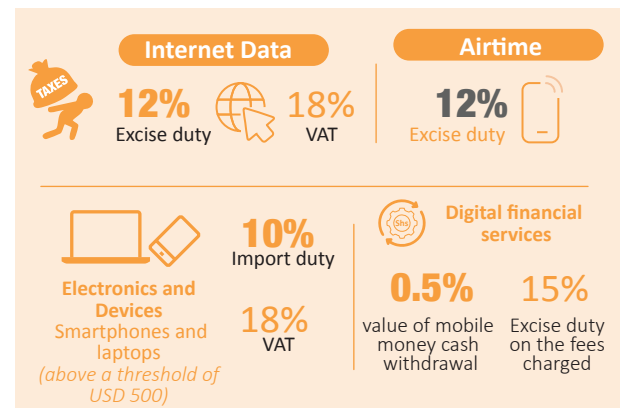 Internet Data
TAXES
12%
Excise duty
18%
VAT
Airtime
12%
Excise duty
Electronics and
Devices
Smartphones and
laptops
(above a threshold of
USD 500)
10%
Import duty
18%
VAT
Shs
Digital financial
services
0.5%
value of mobile
money cash
withdrawal
15%
Excise duty
on the fees
charged